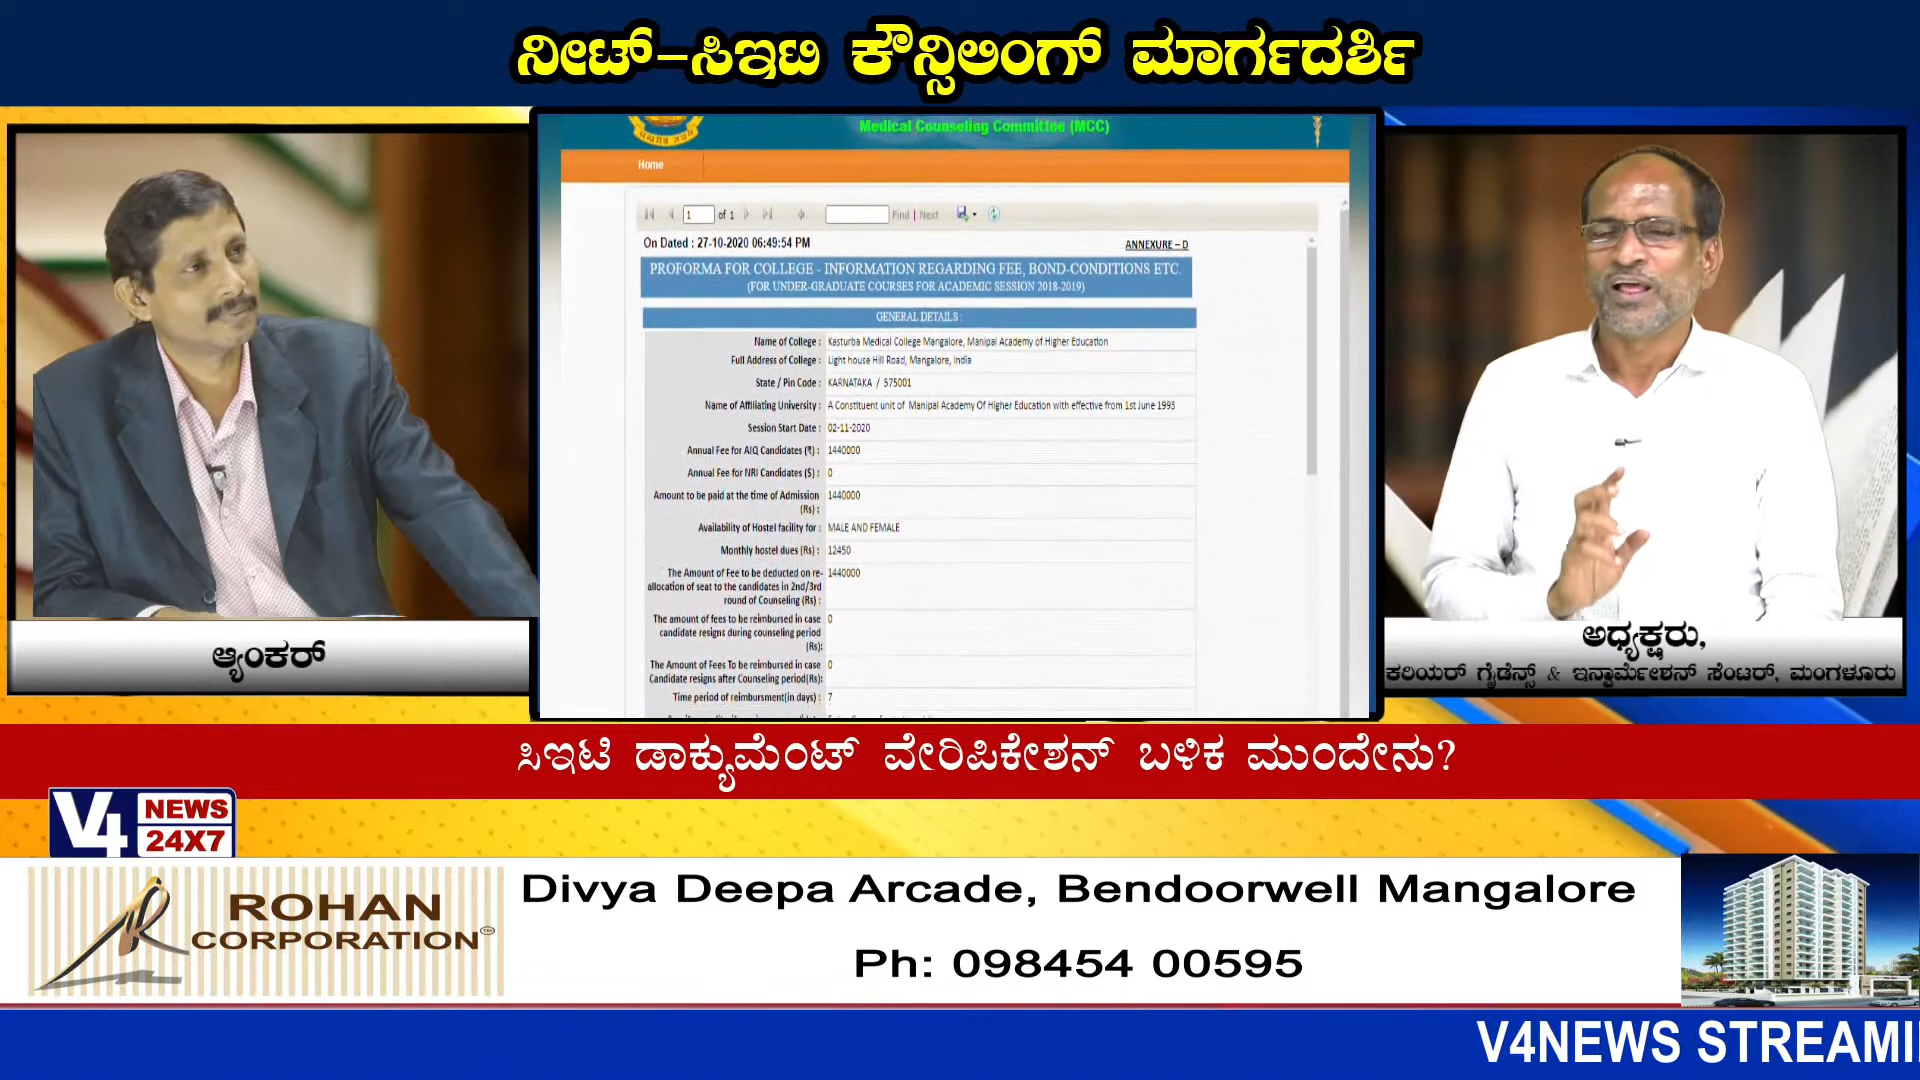 ನೀಟ್-ಸಿಇಟಿ ಕೌನ್ಸಿಲಿಂಗ್ ಮಾರ್ಗದರ್ಶಿ
Medical Counseling Committee (MCC)
Home
1 of 1 Find | Next
On Dated : 27-10-2020 06:49:54 PM
ANNEXURE – D
PROFORMA FOR COLLEGE - INFORMATION REGARDING FEE, BOND-CONDITIONS ETC.
(FOR UNDER-GRADUATE COURSES FOR ACADEMIC SESSION 2018-2019)
GENERAL DETAILS :
Name of College : Kasturba Medical College Mangalore, Manipal Academy of Higher Education
Full Address of College : Light house Hill Road, Mangalore, India
State / Pin Code : KARNATAKA / 575001
Name of Affiliating University : A Constituent unit of Manipal Academy Of Higher Education with effective from 1st June 1993
Session Start Date : 02-11-2020
Annual Fee for AIQ Candidates (₹) : 1440000
Annual Fee for NRI Candidates ($) : 0
Amount to be paid at the time of Admission 1440000
(Rs) :
Availability of Hostel facility for : MALE AND FEMALE
Monthly hostel dues (Rs) : 12450
The Amount of Fee to be deducted on re- 1440000
allocation of seat to the candidates in 2nd/3rd
round of Counseling (Rs) :
The amount of fees to be reimbursed in case 0
candidate resigns during counseling period
(Rs):
The Amount of Fees To be reimbursed in case 0
Candidate resigns after Counseling period(Rs):
Time period of reimbursment(in days) : 7
ಆ್ಯಂಕರ್
ಅಧ್ಯಕ್ಷರು,
ಕರಿಯರ್ ಗೈಡೆನ್ಸ್ & ಇನ್ಫಾರ್ಮೇಶನ್ ಸೆಂಟರ್, ಮಂಗಳೂರು
ಸಿಇಟಿ ಡಾಕ್ಯುಮೆಂಟ್ ವೇರಿಪಿಕೇಶನ್ ಬಳಿಕ ಮುಂದೇನು?
V4 NEWS
24X7
ROHAN
CORPORATION™
Divya Deepa Arcade, Bendoorwell Mangalore
Ph: 098454 00595
V4NEWS STREAMI